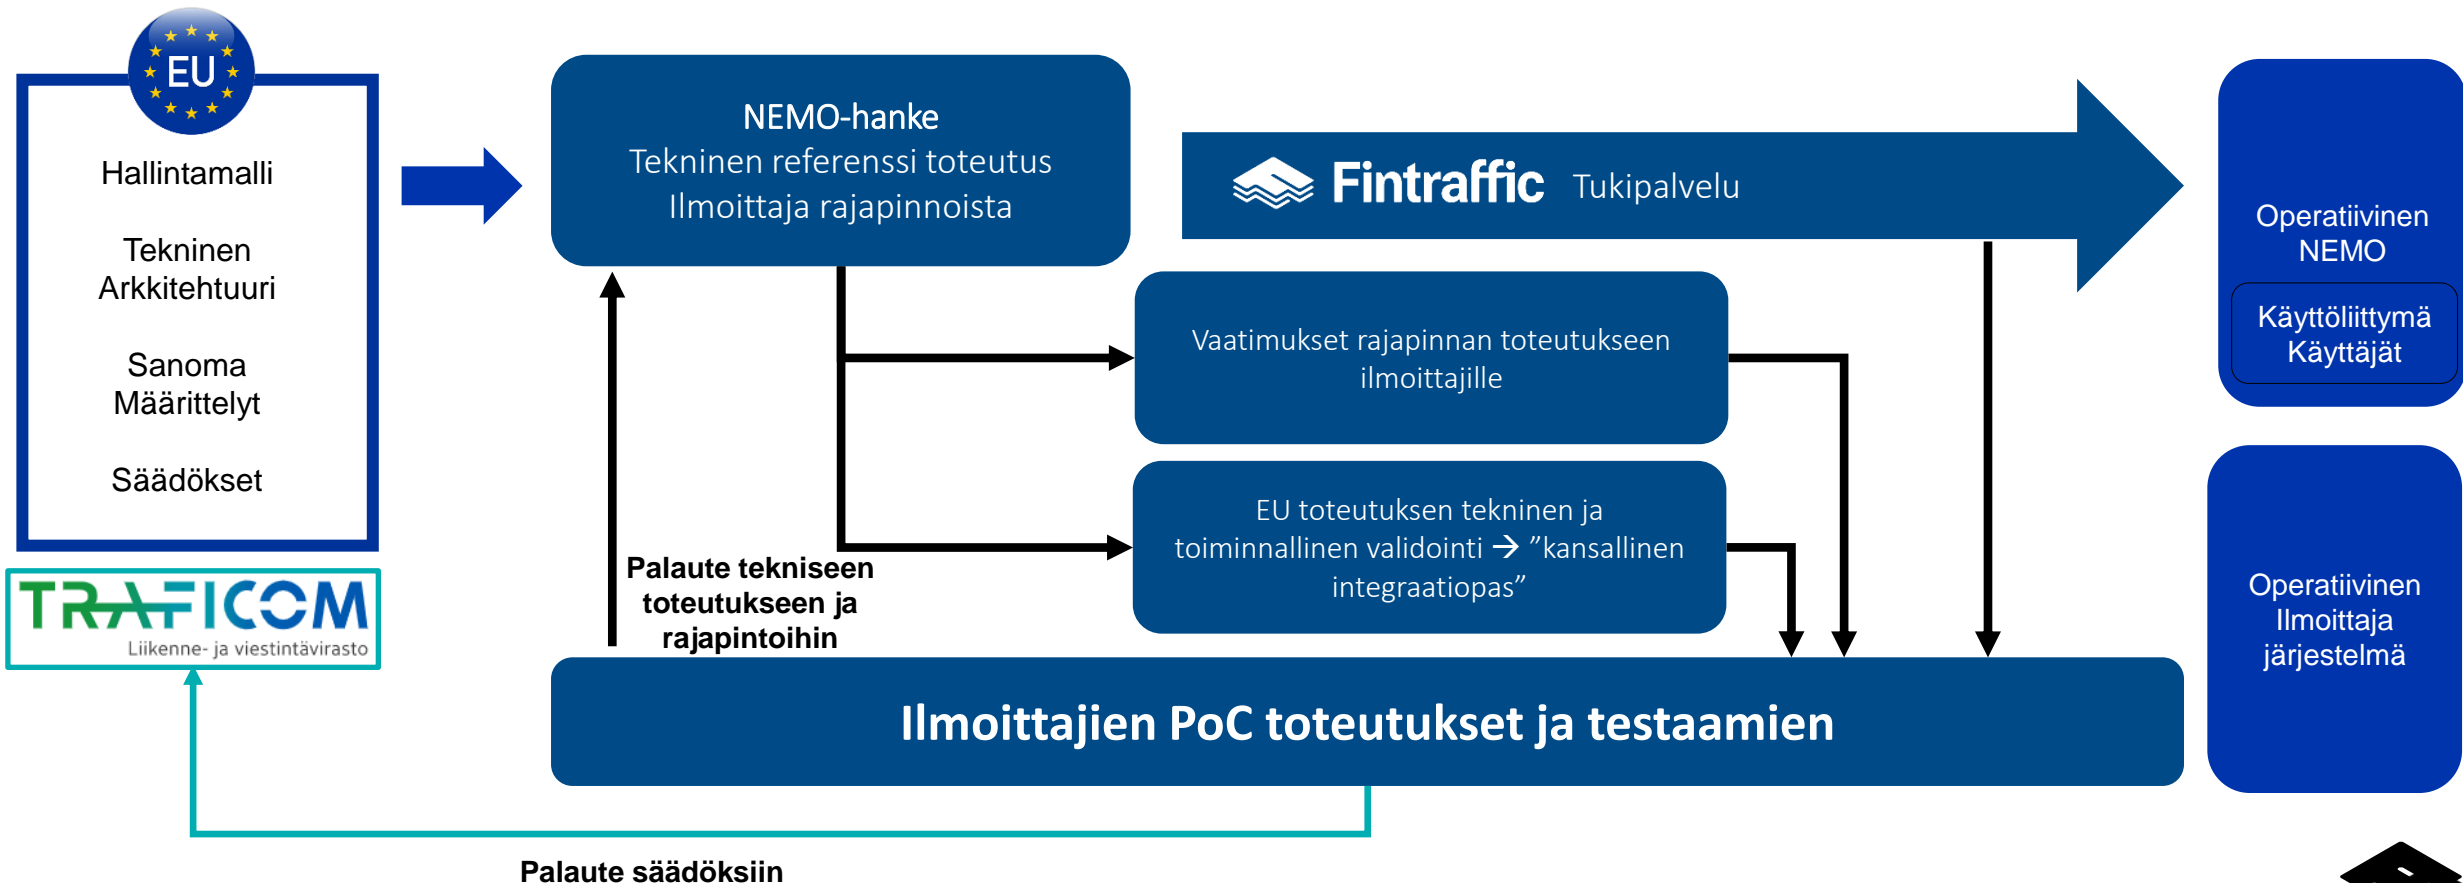 EU
Hallintamalli
Tekninen
Arkkitehtuuri
Sanoma
Määrittelyt
Säädökset
TRAFICOM
Liikenne- ja viestintävirasto
NEMO-hanke
Tekninen referenssi toteutus
Ilmoittaja rajapinnoista
Fintraffic Tukipalvelu
Vaatimukset rajapinnan toteutukseen
ilmoittajille
EU toteutuksen tekninen ja
toiminnallinen validointi → ”kansallinen
integraatiopas”
Palaute tekniseen
toteutukseen ja
rajapintoihin
Ilmoittajien PoC toteutukset ja testaamien
Palaute säädöksiin
Operatiivinen
NEMO
Käyttöliittymä
Käyttäjät
Operatiivinen
Ilmoittaja
järjestelmä